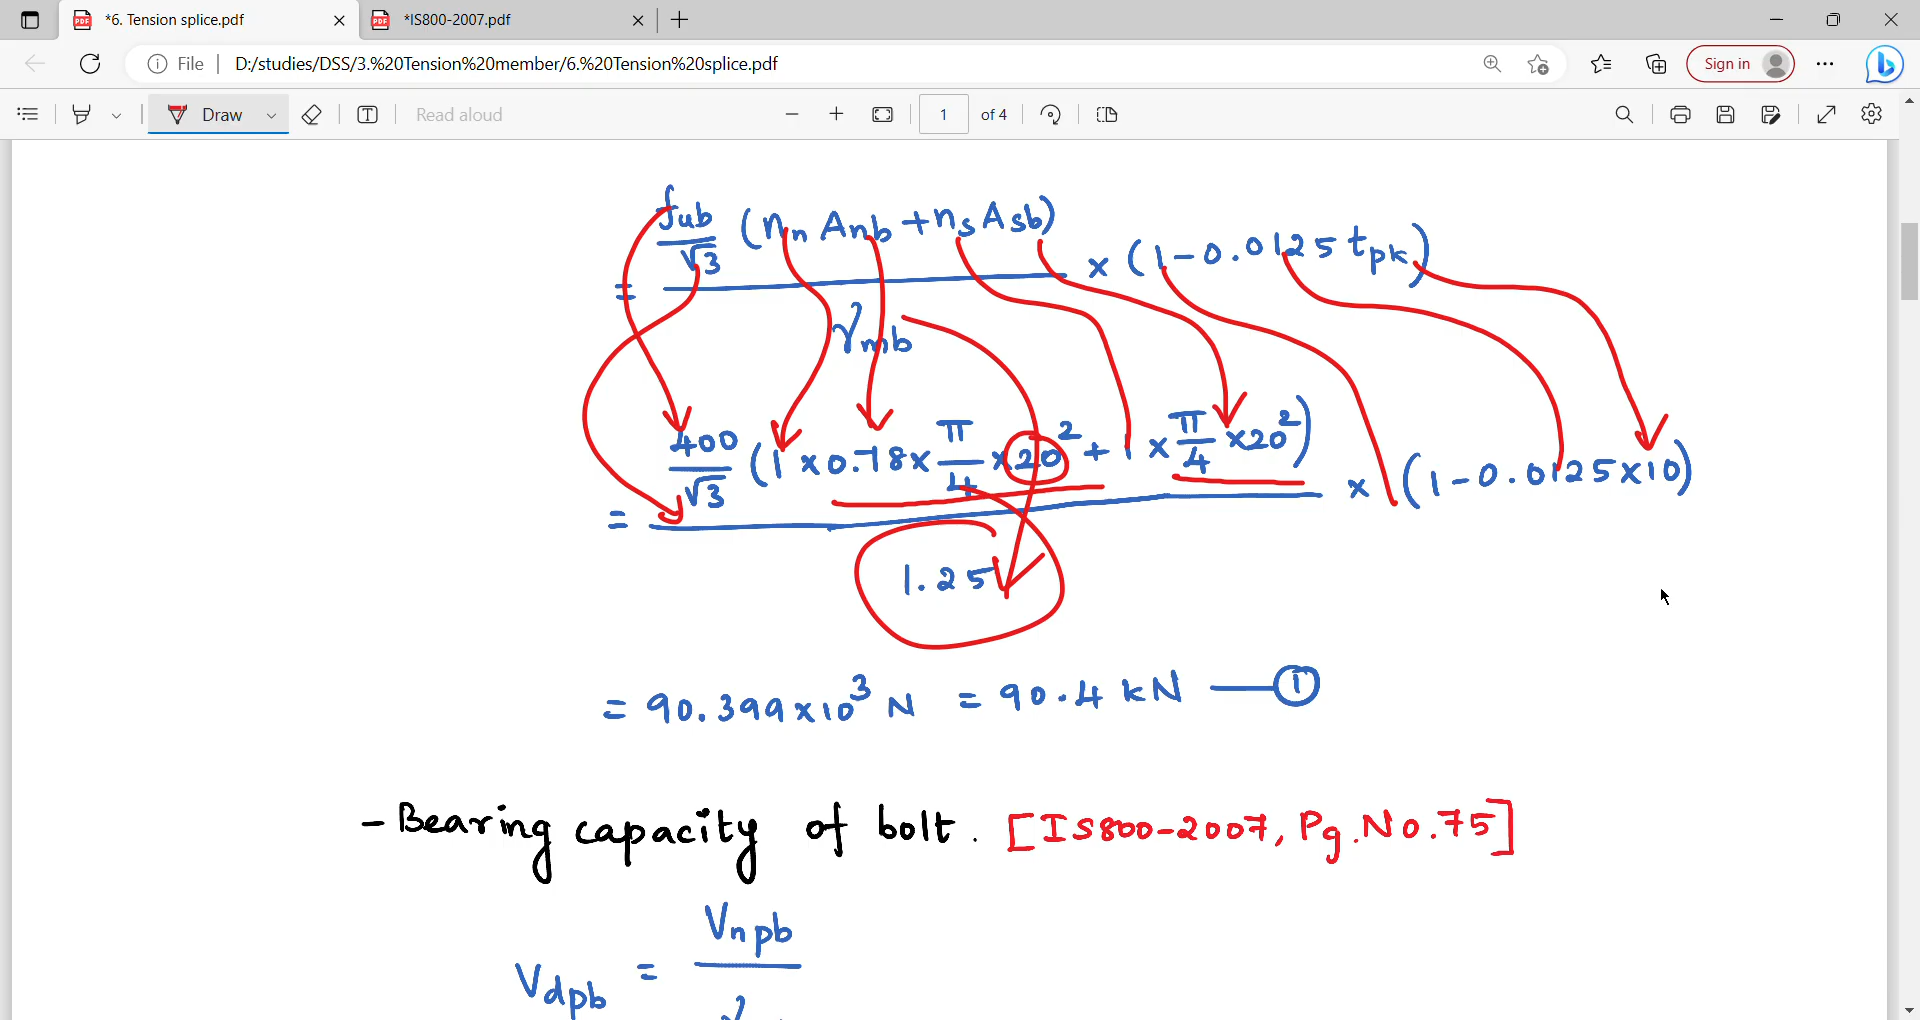 *6. Tension splice.pdf
*IS800-2007.pdf
File D:/studies/DSS/3.%20Tension%20member/6.%20Tension%20splice.pdf
Sign in
Draw
Read aloud
1 of 4
= fub/√3 (nn Anb + ns Asb) / γmb × (1-0.0125 tpk)
= 400/√3 (1 × 0.78 × π/4 × 20² + 1 × π/4 × 20²) / 1.25 × (1-0.0125×10)
= 90.399×10³ N = 90.4 kN — ①
- Bearing capacity of bolt. [IS800-2007, Pg.No.75]
Vdpb = Vnpb